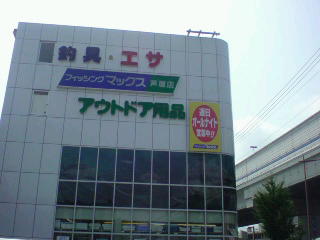 釣具・エサ
フィッシングマックス 芦屋店
アウトドア用品
連日
オールナイト
営業中!!